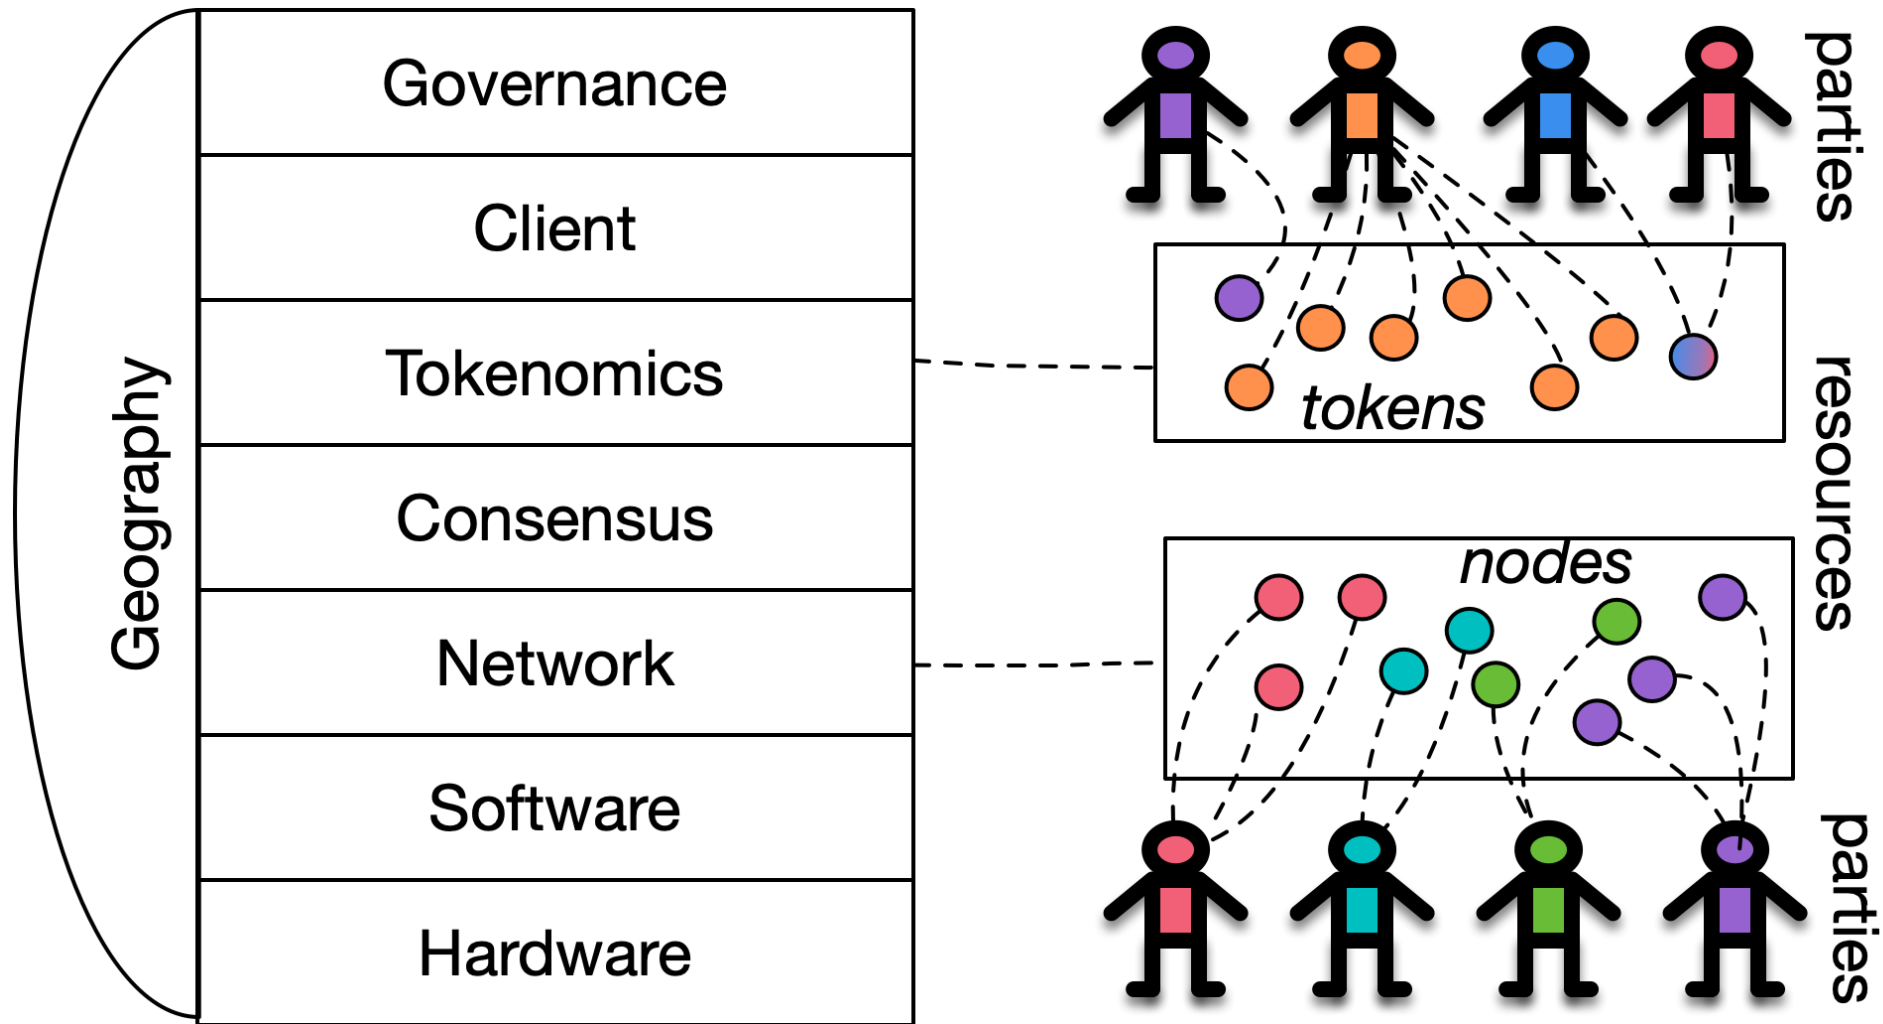 Geography
Governance
Client
Tokenomics
Consensus
Network
Software
Hardware
parties
tokens
resources
nodes
parties